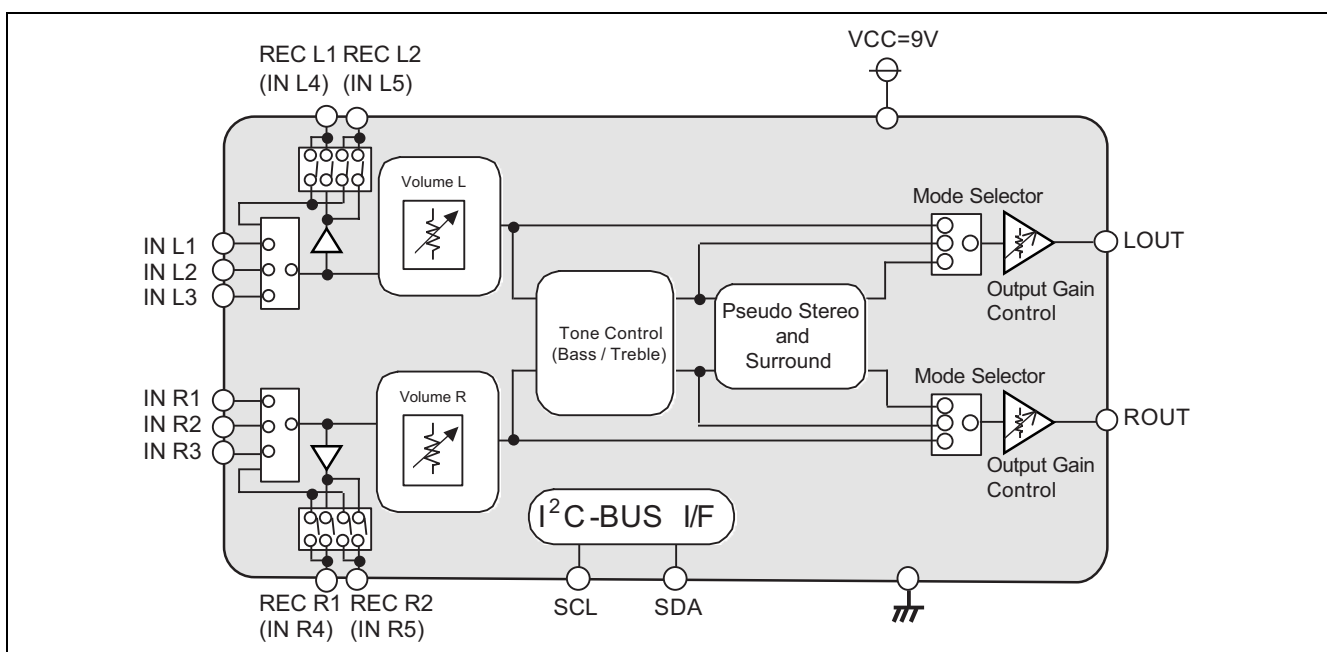 REC L1 REC L2
(IN L4) (IN L5)
VCC=9V
Volume L
Mode Selector
IN L1
IN L2
IN L3
LOUT
Output Gain
Control
Tone Control
(Bass / Treble)
Pseudo Stereo
and
Surround
Mode Selector
IN R1
IN R2
IN R3
Volume R
ROUT
Output Gain
Control
I²C-BUS I/F
REC R1 REC R2
(IN R4) (IN R5)
SCL
SDA